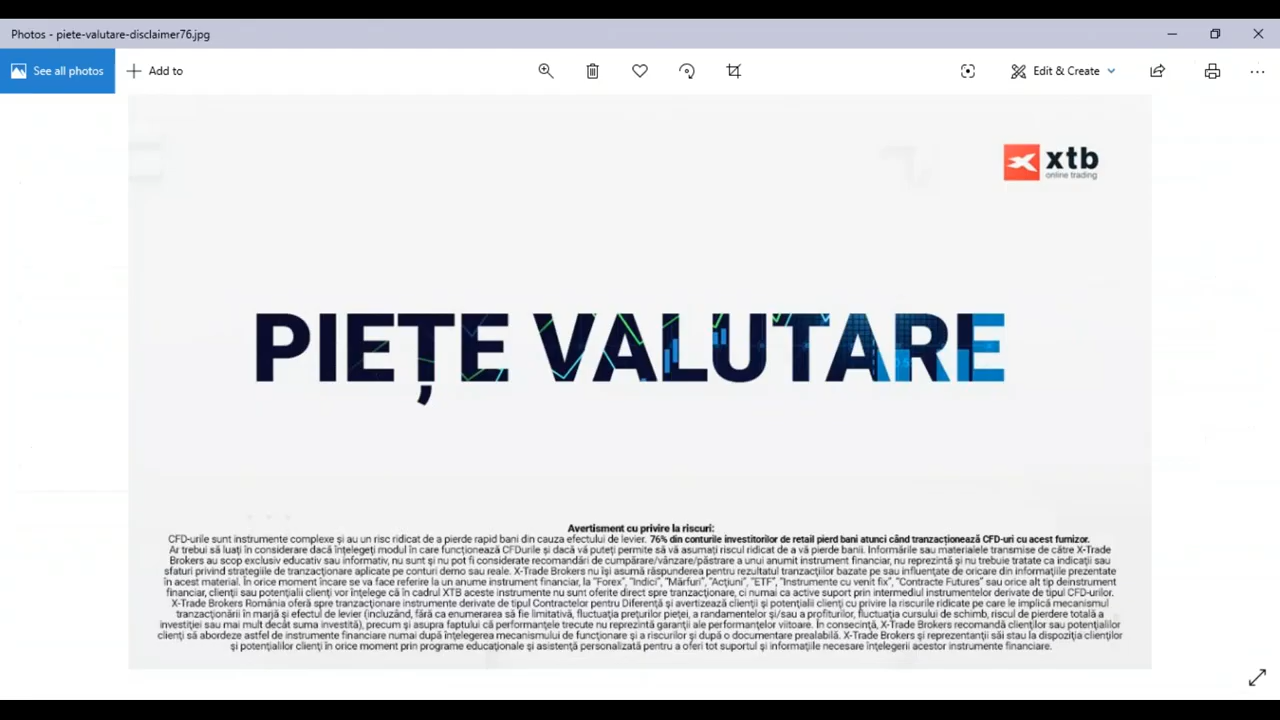 Photos - piete-valutare-disclaimer76.jpg
See all photos
Add to
Edit & Create
xtb
online trading
PIEȚE VALUTARE
Avertisment cu privire la riscuri:
CFD-urile sunt instrumente complexe și au un risc ridicat de a pierde rapid bani din cauza efectului de levier. 76% din conturile investitorilor de retail pierd bani atunci când tranzacționează CFD-uri cu acest furnizor.
Ar trebui să luați în considerare dacă înțelegeți modul în care funcționează CFDurile și dacă vă puteți permite să vă asumați riscul ridicat de a vă pierde banii. Informările sau materialele transmise de către X-Trade
Brokers au scop exclusiv educativ sau informativ, nu sunt și nu pot fi considerate recomandări de cumpărare/vânzare/păstrare a unui anumit instrument financiar, nu reprezintă și nu trebuie tratate ca indicații sau
sfaturi privind strategiile de tranzacționare aplicate pe conturi demo sau reale. X-Trade Brokers nu își asumă răspunderea pentru rezultatul tranzacțiilor bazate pe sau influențate de oricare din informațiile prezentate
în acest material. În orice moment încare se va face referire la un anume instrument financiar, la "Forex", "Indici", "Mărfuri", "Acțiuni", "ETF", "Instrumente cu venit fix", "Contracte Futures" sau orice alt tip deinstrument
financiar, clienții sau potențialii clienți vor înțelege că în cadrul XTB aceste instrumente nu sunt oferite direct spre tranzacționare, ci numai ca active suport prin intermediul instrumentelor derivate de tipul CFD-urilor.
X-Trade Brokers România oferă spre tranzacționare instrumente derivate de tipul Contractelor pentru Diferență și avertizează clienții și potențialii clienți cu privire la riscurile ridicate pe care le implică mecanismul
tranzacționării în marjă și efectul de levier (incluzând, fără ca enumerarea să fie limitativă, fluctuația prețurilor pieței, a randamentelor și/sau a profiturilor, fluctuația cursului de schimb, riscul de pierdere totală a
investiției sau mai mult decât suma investită), precum și asupra faptului că performanțele trecute nu reprezintă garanții ale performanțelor viitoare. În consecință, X-Trade Brokers recomandă clienților sau potențialilor
clienți să abordeze astfel de instrumente financiare numai după înțelegerea mecanismului de funcționare și a riscurilor și după o documentare prealabilă. X-Trade Brokers și reprezentanții săi stau la dispoziția clienților
și potențialilor clienți în orice moment prin programe educaționale și asistență personalizată pentru a oferi tot suportul și informațiile necesare înțelegerii acestor instrumente financiare.